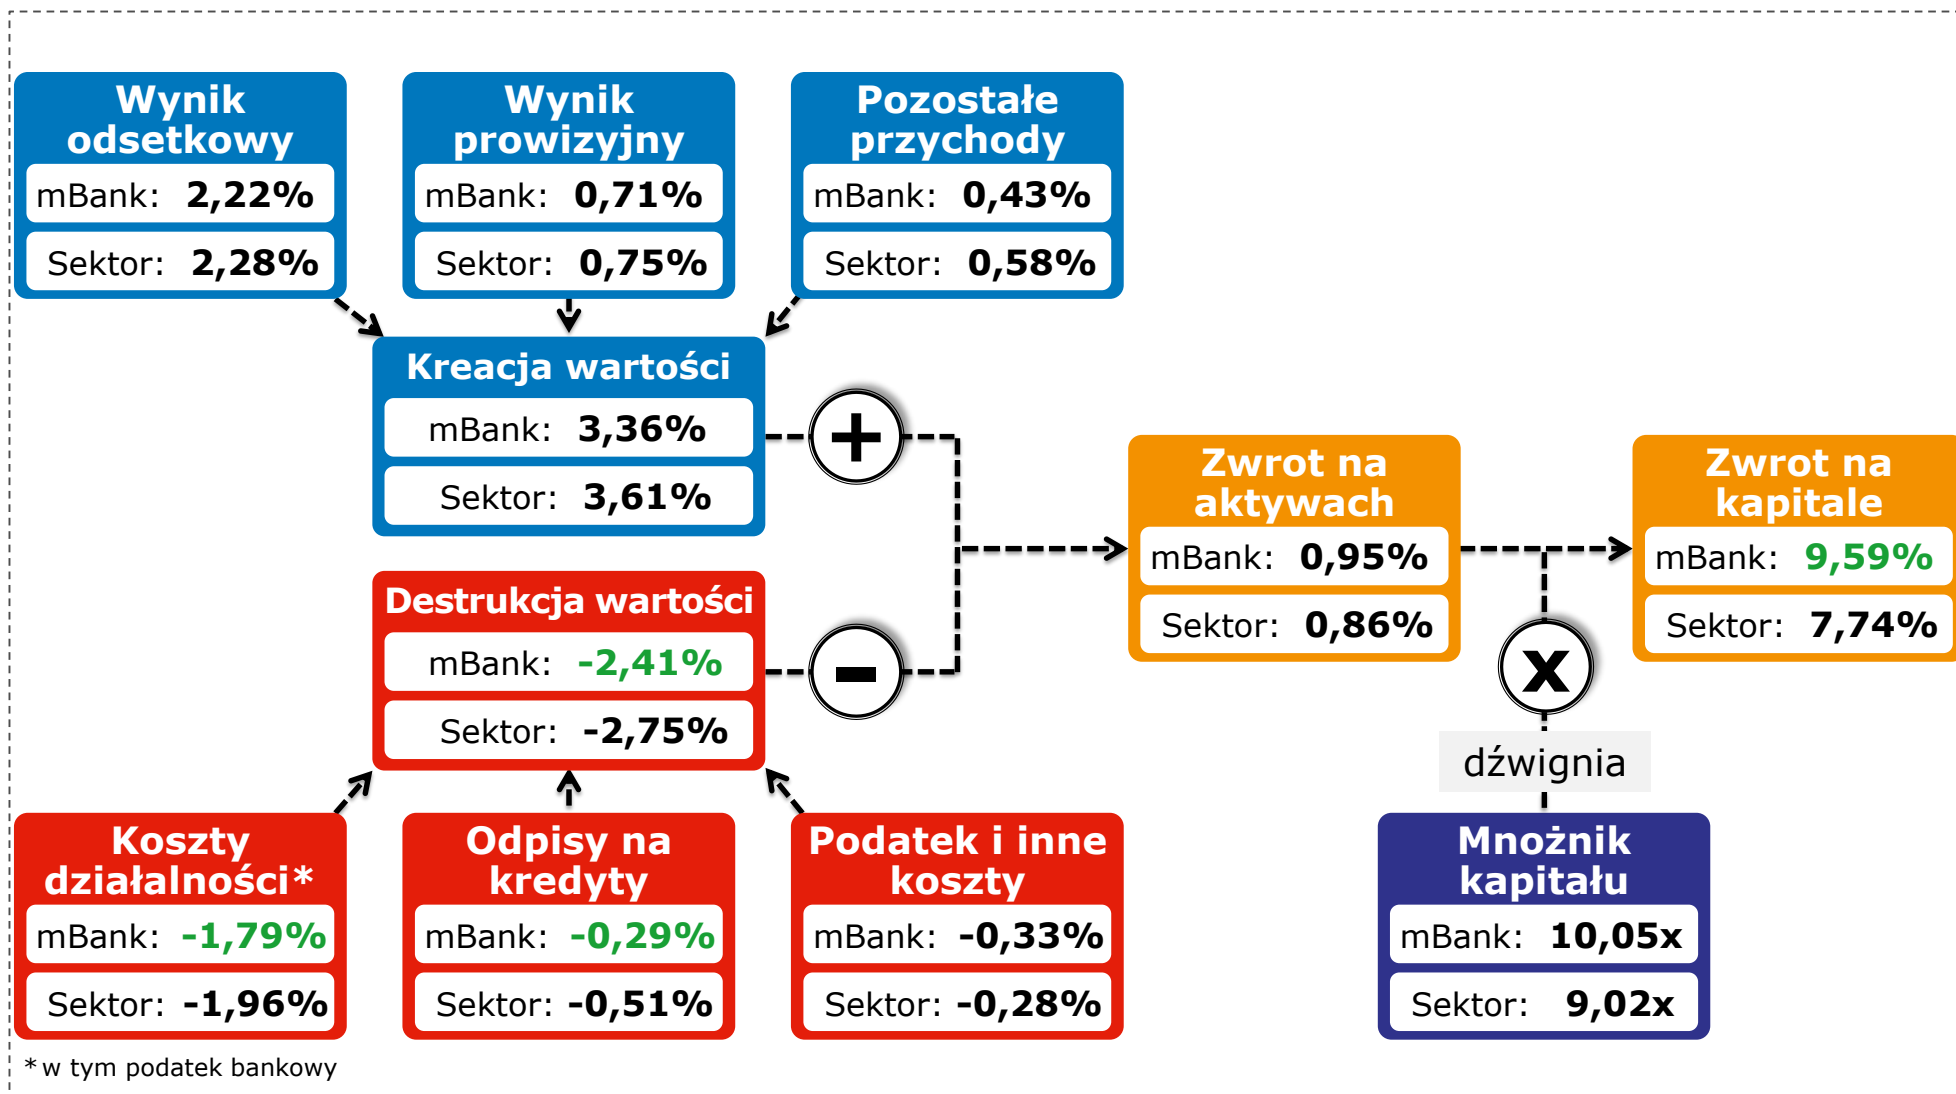 Wynik
odsetkowy
mBank: 2,22%
Sektor: 2,28%
Wynik
prowizyjny
mBank: 0,71%
Sektor: 0,75%
Pozostałe
przychody
mBank: 0,43%
Sektor: 0,58%
Kreacja wartości
mBank: 3,36%
Sektor: 3,61%
+
Destrukcja wartości
mBank: -2,41%
Sektor: -2,75%
-
Zwrot na
aktywach
mBank: 0,95%
Sektor: 0,86%
Zwrot na
kapitale
mBank: 9,59%
Sektor: 7,74%
x
dźwignia
Koszty
działalności*
mBank: -1,79%
Sektor: -1,96%
Odpisy na
kredyty
mBank: -0,29%
Sektor: -0,51%
Podatek i inne
koszty
mBank: -0,33%
Sektor: -0,28%
Mnożnik
kapitału
mBank: 10,05x
Sektor: 9,02x
* w tym podatek bankowy